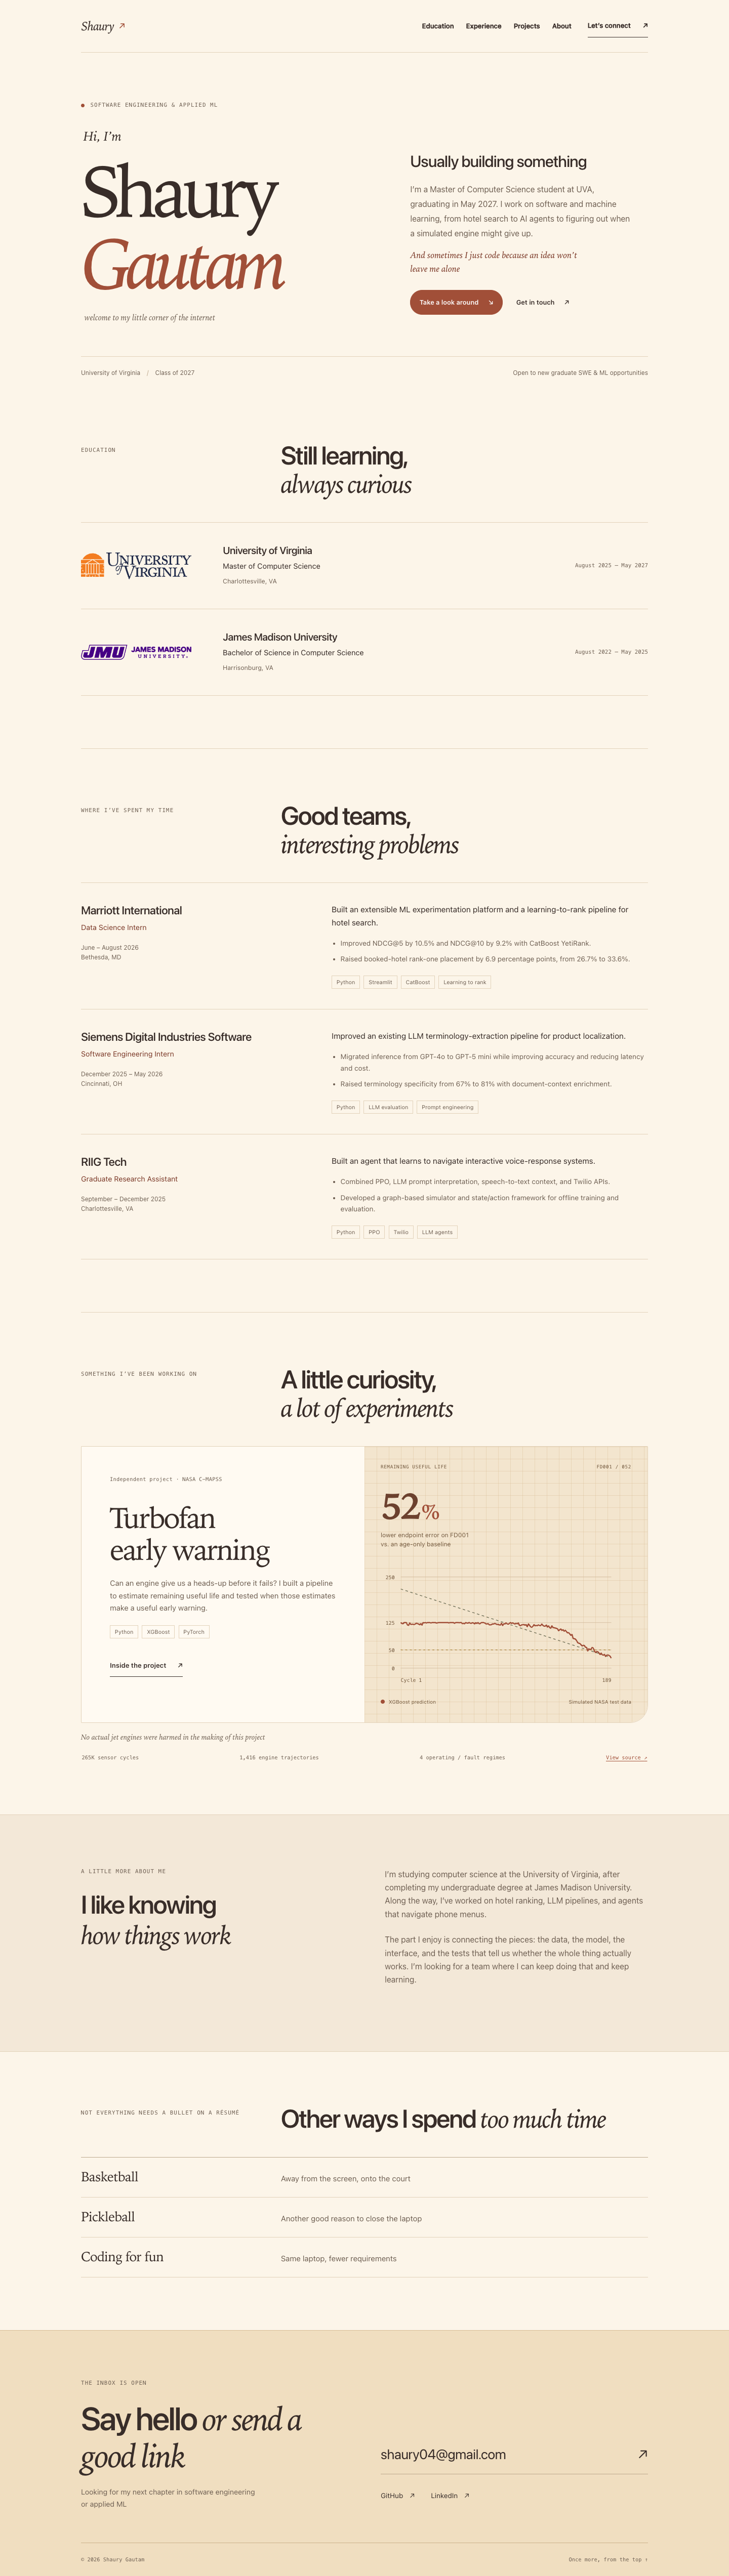 Shaury ↗
Education Experience Projects About Let's connect ↗
SOFTWARE ENGINEERING & APPLIED ML
Hi, I'm
Shaury
Gautam
welcome to my little corner of the internet
Usually building something
I'm a Master of Computer Science student at UVA,
graduating in May 2027. I work on software and machine
learning, from hotel search to AI agents to figuring out when
a simulated engine might give up.
And sometimes I just code because an idea won't
leave me alone
Take a look around ↘ Get in touch ↗
University of Virginia / Class of 2027
Open to new graduate SWE & ML opportunities
EDUCATION
Still learning,
always curious
UNIVERSITY
of VIRGINIA
University of Virginia
Master of Computer Science
Charlottesville, VA
August 2025 — May 2027
JMU JAMES MADISON
UNIVERSITY.
James Madison University
Bachelor of Science in Computer Science
Harrisonburg, VA
August 2022 — May 2025
WHERE I'VE SPENT MY TIME
Good teams,
interesting problems
Marriott International
Data Science Intern
June – August 2026
Bethesda, MD
Built an extensible ML experimentation platform and a learning-to-rank pipeline for
hotel search.
• Improved NDCG@5 by 10.5% and NDCG@10 by 9.2% with CatBoost YetiRank.
• Raised booked-hotel rank-one placement by 6.9 percentage points, from 26.7% to 33.6%.
Python Streamlit CatBoost Learning to rank
Siemens Digital Industries Software
Software Engineering Intern
December 2025 – May 2026
Cincinnati, OH
Improved an existing LLM terminology-extraction pipeline for product localization.
• Migrated inference from GPT-4o to GPT-5 mini while improving accuracy and reducing latency
and cost.
• Raised terminology specificity from 67% to 81% with document-context enrichment.
Python LLM evaluation Prompt engineering
RIIG Tech
Graduate Research Assistant
September – December 2025
Charlottesville, VA
Built an agent that learns to navigate interactive voice-response systems.
• Combined PPO, LLM prompt interpretation, speech-to-text context, and Twilio APIs.
• Developed a graph-based simulator and state/action framework for offline training and
evaluation.
Python PPO Twilio LLM agents
SOMETHING I'VE BEEN WORKING ON
A little curiosity,
a lot of experiments
Independent project · NASA C-MAPSS
Turbofan
early warning
Can an engine give us a heads-up before it fails? I built a pipeline
to estimate remaining useful life and tested when those estimates
make a useful early warning.
Python XGBoost PyTorch
Inside the project ↗
REMAINING USEFUL LIFE FD001 / 052
52%
lower endpoint error on FD001
vs. an age-only baseline
250
125
50
0
Cycle 1 189
XGBoost prediction Simulated NASA test data
No actual jet engines were harmed in the making of this project
265K sensor cycles 1,416 engine trajectories 4 operating / fault regimes View source ↗
A LITTLE MORE ABOUT ME
I like knowing
how things work
I'm studying computer science at the University of Virginia, after
completing my undergraduate degree at James Madison University.
Along the way, I've worked on hotel ranking, LLM pipelines, and agents
that navigate phone menus.
The part I enjoy is connecting the pieces: the data, the model, the
interface, and the tests that tell us whether the whole thing actually
works. I'm looking for a team where I can keep doing that and keep
learning.
NOT EVERYTHING NEEDS A BULLET ON A RÉSUMÉ
Other ways I spend too much time
Basketball Away from the screen, onto the court
Pickleball Another good reason to close the laptop
Coding for fun Same laptop, fewer requirements
THE INBOX IS OPEN
Say hello or send a
good link
Looking for my next chapter in software engineering
or applied ML
shaury04@gmail.com ↗
GitHub ↗ LinkedIn ↗
© 2026 Shaury Gautam
Once more, from the top ↑